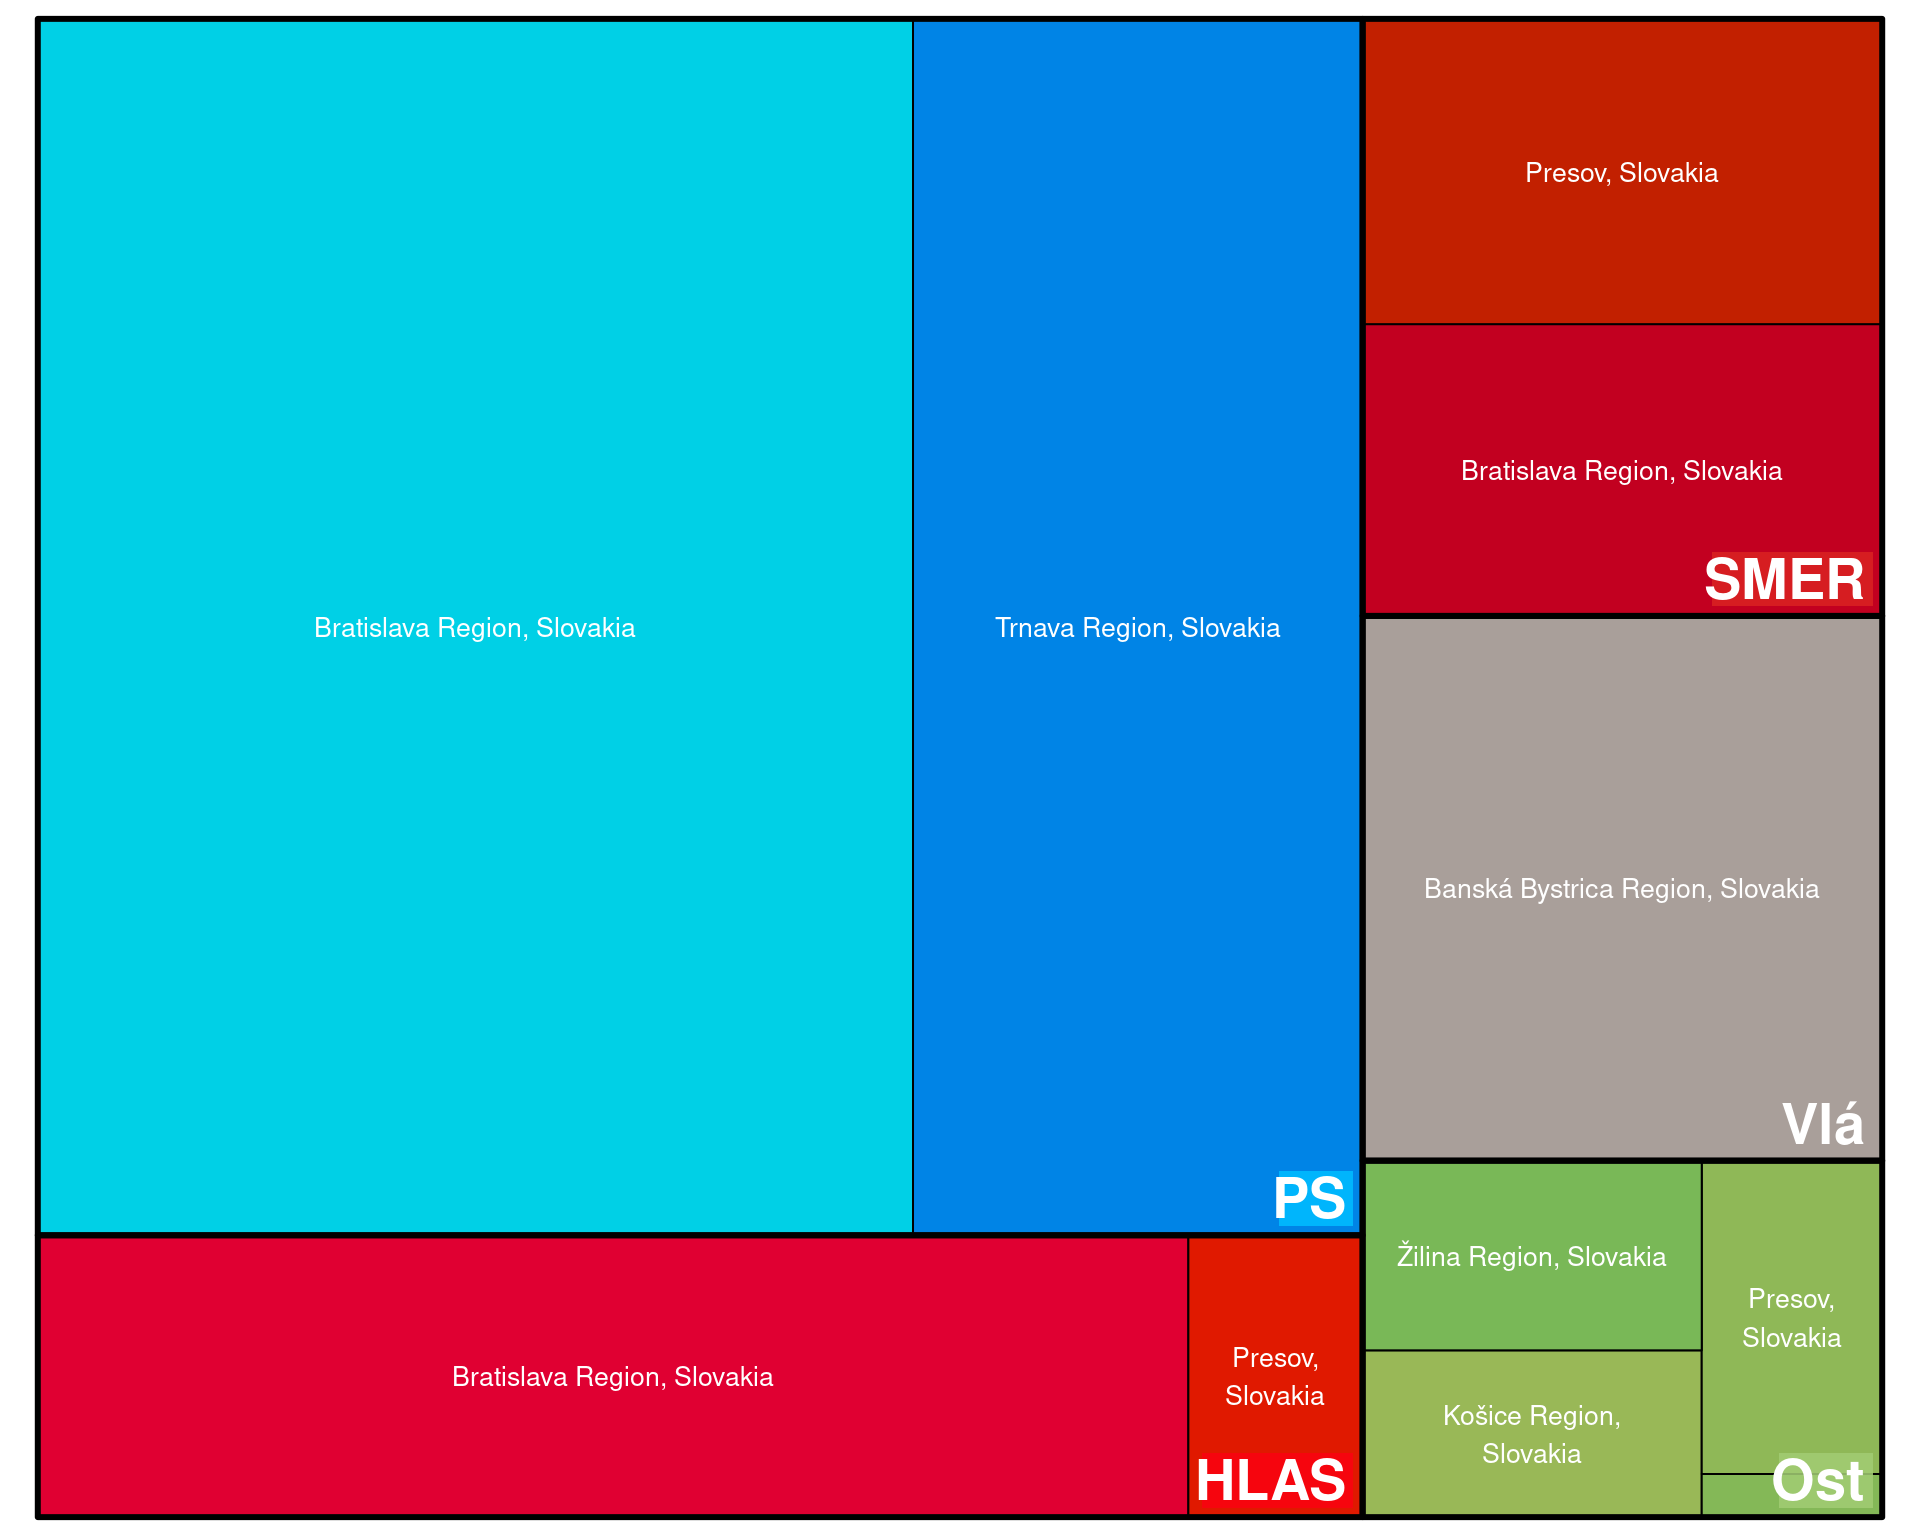 Bratislava Region, Slovakia
Trnava Region, Slovakia
PS
Bratislava Region, Slovakia
Presov,
Slovakia
HLAS
Presov, Slovakia
Bratislava Region, Slovakia
SMER
Banská Bystrica Region, Slovakia
Vlá
Žilina Region, Slovakia
Košice Region,
Slovakia
Presov,
Slovakia
Ost